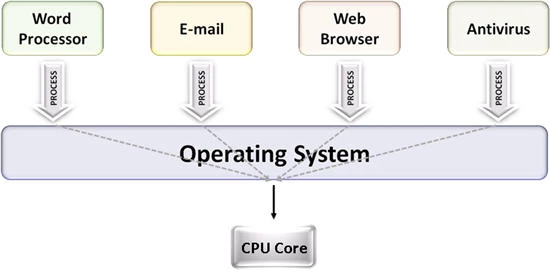 Word
Processor
E-mail
Web
Browser
Antivirus
PROCESS
PROCESS
PROCESS
PROCESS
Operating System
CPU Core